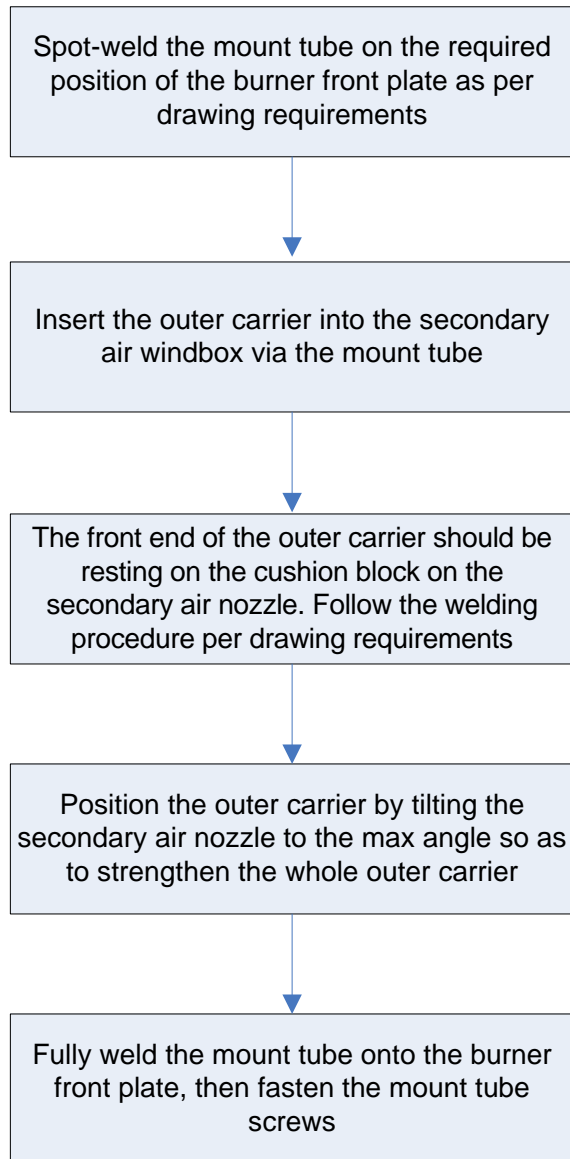 Spot-weld the mount tube on the required
position of the burner front plate as per
drawing requirements
Insert the outer carrier into the secondary
air windbox via the mount tube
The front end of the outer carrier should be
resting on the cushion block on the
secondary air nozzle. Follow the welding
procedure per drawing requirements
Position the outer carrier by tilting the
secondary air nozzle to the max angle so as
to strengthen the whole outer carrier
Fully weld the mount tube onto the burner
front plate, then fasten the mount tube
screws